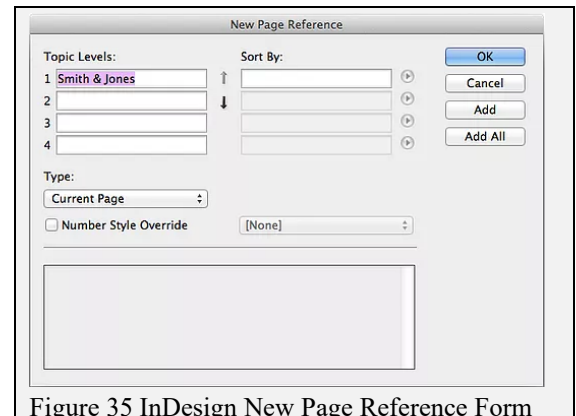 New Page Reference
Topic Levels: Sort By: OK
1 Smith & Jones Cancel
2
3 Add
4 Add All
Type:
Current Page
Number Style Override [None]
Figure 35 InDesign New Page Reference Form